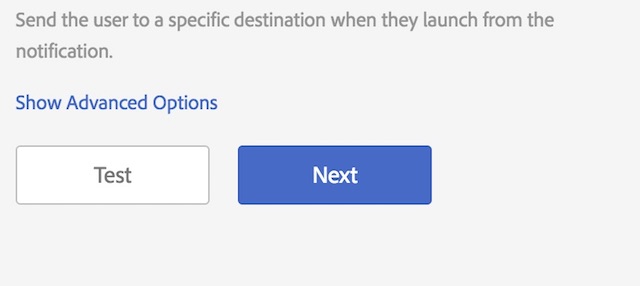 Send the user to a specific destination when they launch from the
notification.
Show Advanced Options
Test
Next